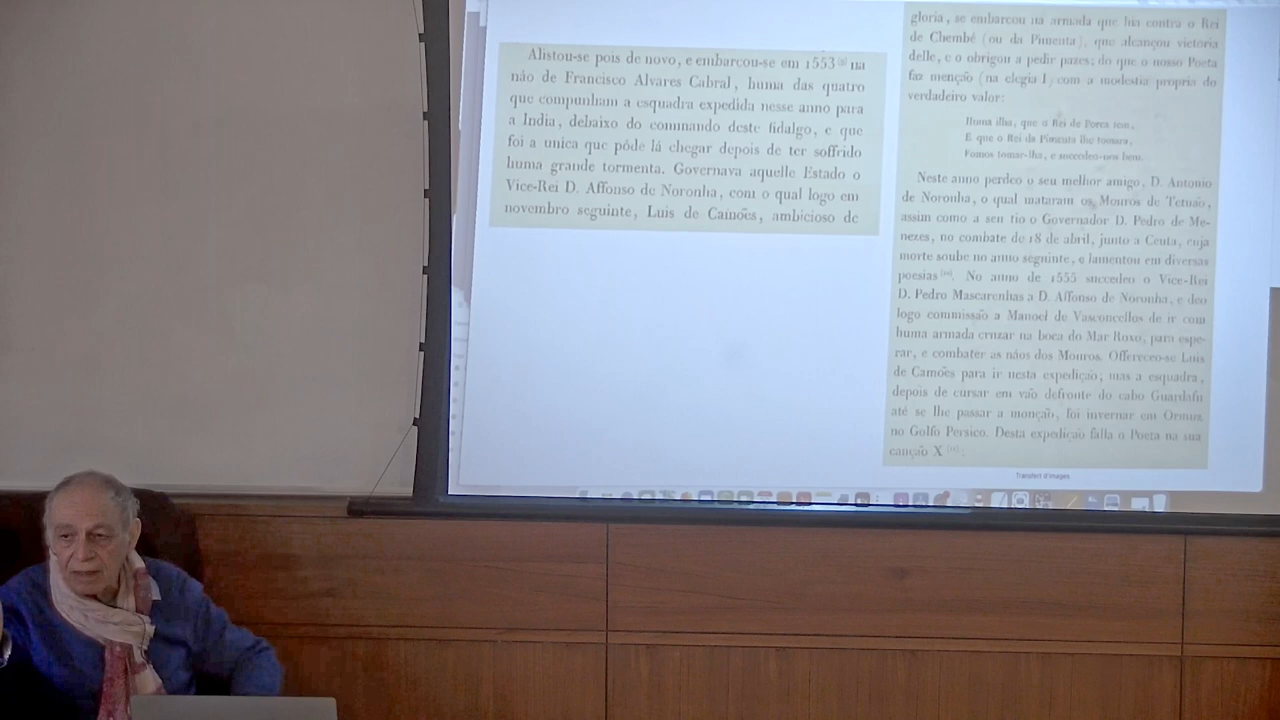 Alistou-se pois de novo, e embarcou-se em 1553 na
náo de Francisco Alvares Cabral, huma das quatro
que compunham a esquadra expedida nesse anno para
a India, debaixo do commando deste fidalgo, e que
foi a unica que pôde lá chegar depois de ter soffrido
huma grande tormenta. Governava aquelle Estado o
Vice-Rei D. Affonso de Noronha, com o qual logo em
novembro seguinte, Luis de Camões, ambicioso de
gloria, se embarcou na armada que hia contra o Rei
de Chembé (ou da Pimenta), que alcançou victoria
delle, e o obrigou a pedir pazes; do que o nosso Poeta
faz menção (na elegia I) com a modestia propria do
verdadeiro valor:
Huma ilha, que o Rei de Porca tem,
E que o Rei da Pimenta lhe tomara,
Fomos tomar-lha, e succedeo-nos bem.
Neste anno perdeo o seu melhor amigo, D. Antonio
de Noronha, o qual mataram os Mouros de Tetuão,
assim como a seu tio o Governador D. Pedro de Me-
nezes, no combate de 18 de abril, junto a Ceuta, cuja
morte soube no anno seguinte, e lamentou em diversas
poesias. No anno de 1555 succedeo o Vice-Rei
D. Pedro Mascarenhas a D. Affonso de Noronha, e deo
logo commissão a Manoel de Vasconcellos de ir com
huma armada cruzar na boca do Mar Roxo, para espe-
rar, e combater as náos dos Mouros. Offereceo-se Luis
de Camões para ir nesta expedição; mas a esquadra,
depois de cursar em vão defronte do cabo Guardafu
até se lhe passar a monção, foi invernar em Ormuz
no Golfo Persico. Desta expedição falla o Poeta na sua
canção X
Transfert d'images